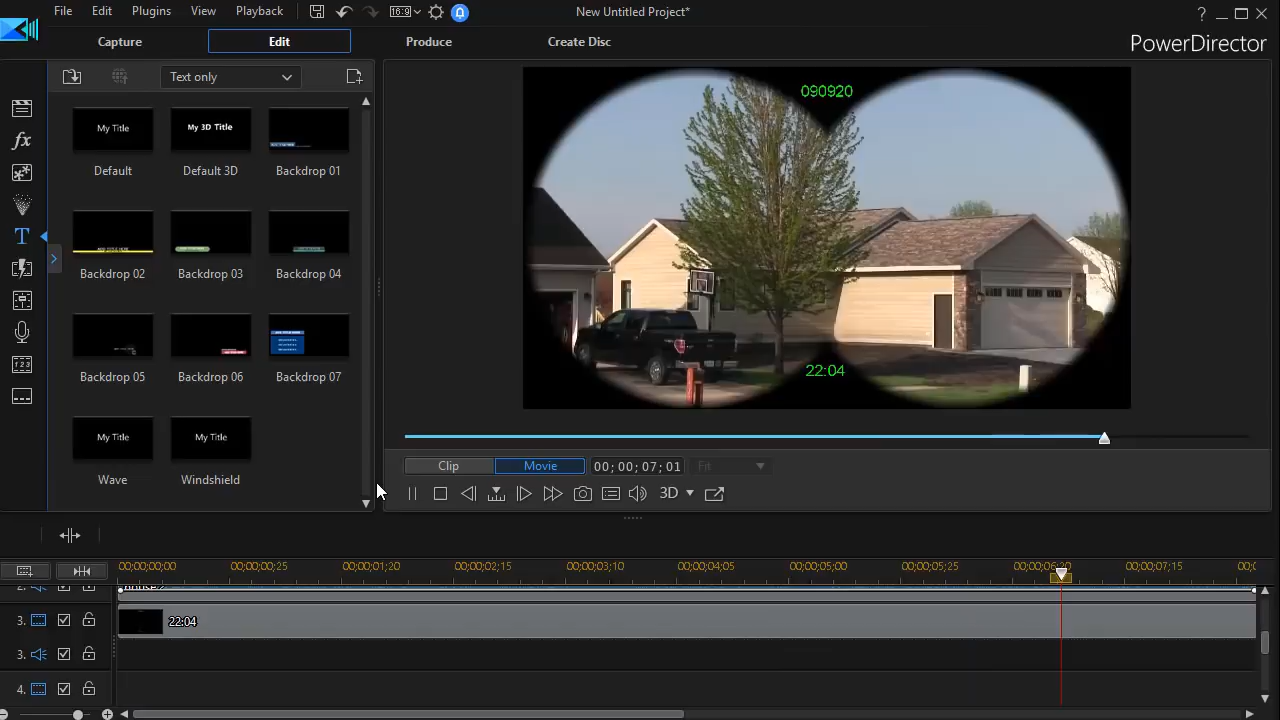 File Edit Plugins View Playback 16:9 New Untitled Project* ?
Capture Edit Produce Create Disc PowerDirector
Text only
My Title My 3D Title
Default Default 3D Backdrop 01
Backdrop 02 Backdrop 03 Backdrop 04
Backdrop 05 Backdrop 06 Backdrop 07
My Title My Title
Wave Windshield
090920
22:04
Clip Movie 00; 00; 07; 01 Fit
3D
00;00;00;00 00;00;00;25 00;00;01;20 00;00;02;15 00;00;03;10 00;00;04;05 00;00;05;00 00;00;05;25 00;00;06;20 00;00;07;15
2.
3. 22:04
3.
4.